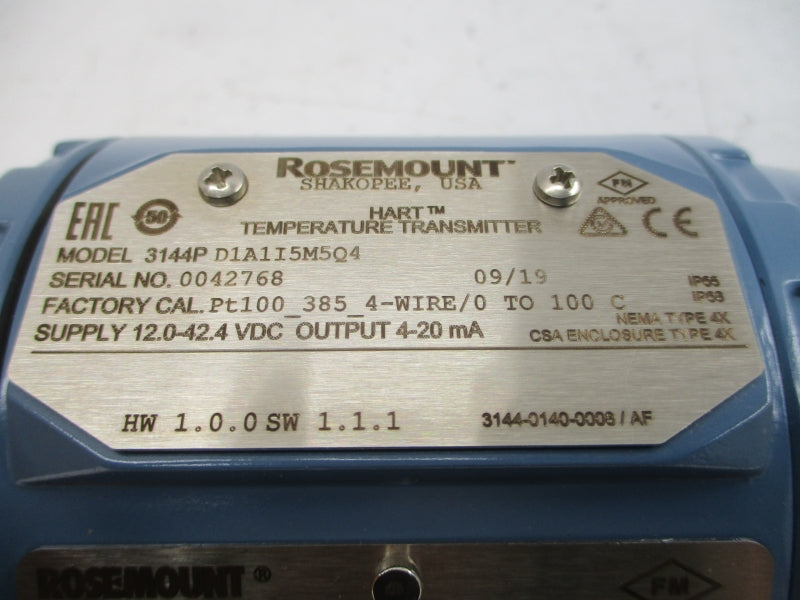 ROSEMOUNT™
SHAKOPEE, USA
FM
APPROVED
EAC 50 HART™
TEMPERATURE TRANSMITTER CE
MODEL 3144P D1A1I5M5Q4
SERIAL NO. 0042768 09/19 IP66
FACTORY CAL. Pt100_385_4-WIRE/0 TO 100 C IP68
NEMA TYPE 4X
SUPPLY 12.0-42.4 VDC OUTPUT 4-20 mA CSA ENCLOSURE TYPE 4X
HW 1.0.0 SW 1.1.1 3144-0140-0008 / AF
ROSEMOUNT® FM